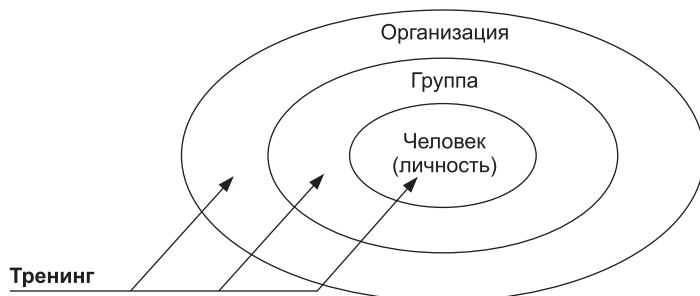 Организация
Группа
Человек
(личность)
Тренинг